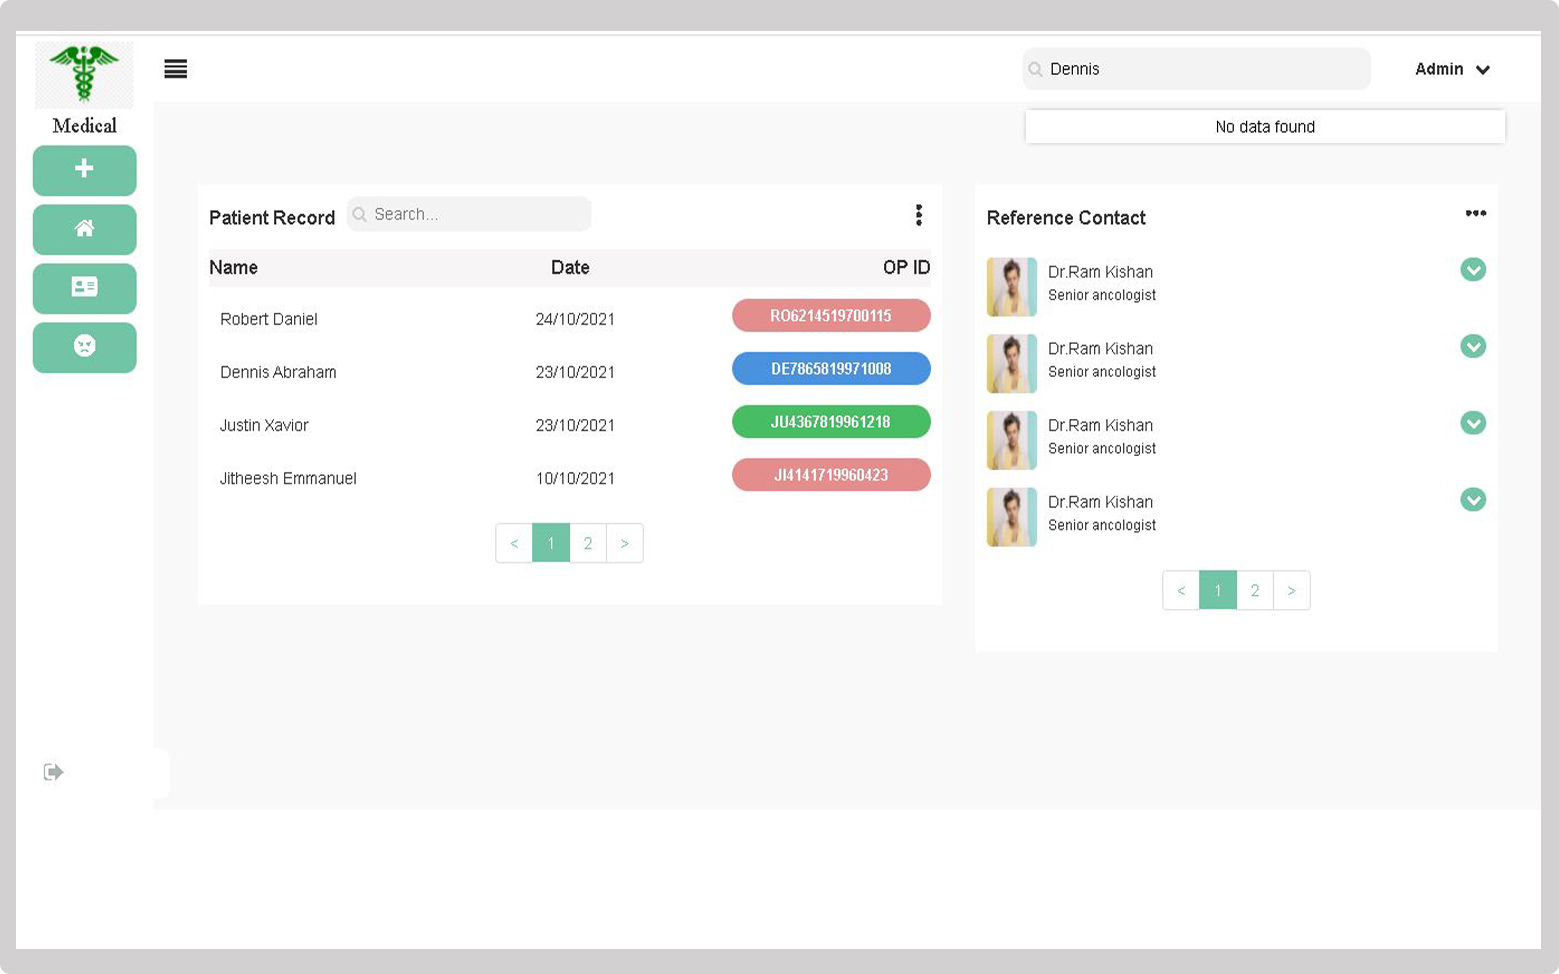 Medical
Dennis
Admin
No data found
Patient Record
Search...
Name Date OP ID
Robert Daniel 24/10/2021 RO6214519700115
Dennis Abraham 23/10/2021 DE7865819971008
Justin Xavior 23/10/2021 JU4367819961218
Jitheesh Emmanuel 10/10/2021 JI4141719960423
< 1 2 >
Reference Contact
Dr.Ram Kishan
Senior ancologist
Dr.Ram Kishan
Senior ancologist
Dr.Ram Kishan
Senior ancologist
Dr.Ram Kishan
Senior ancologist
< 1 2 >